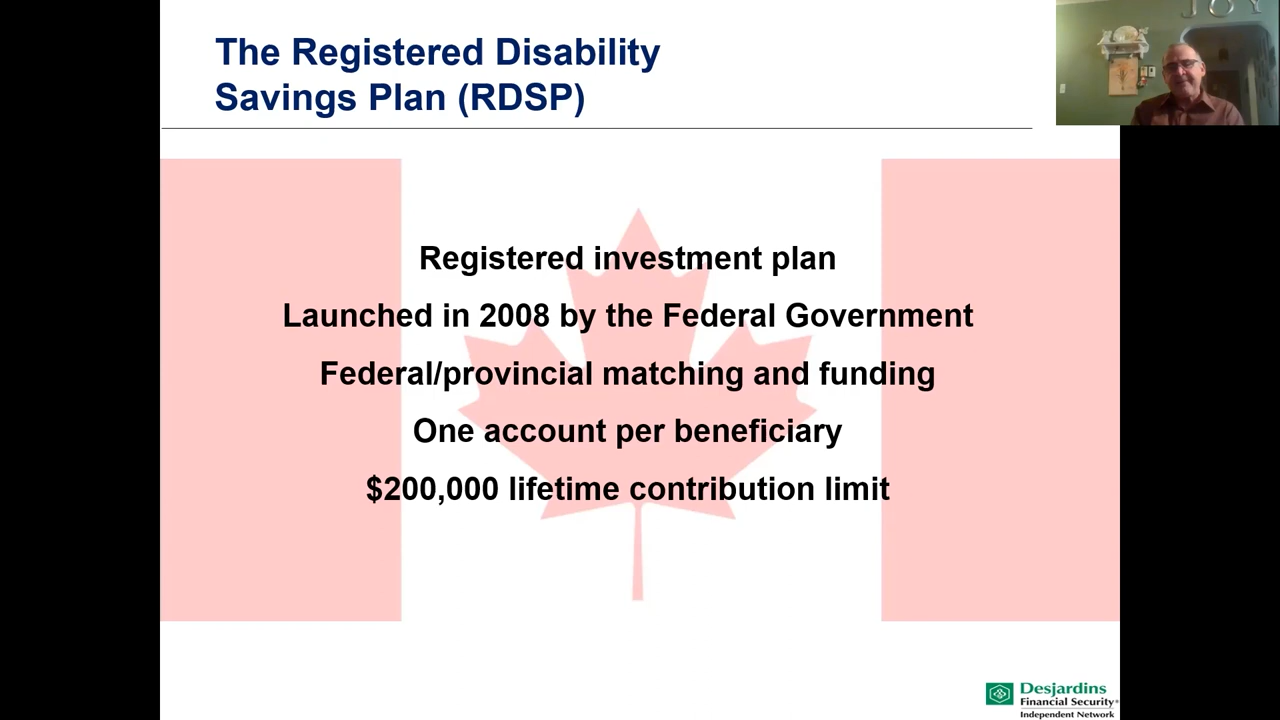 The Registered Disability
Savings Plan (RDSP)
JOY
Registered investment plan
Launched in 2008 by the Federal Government
Federal/provincial matching and funding
One account per beneficiary
$200,000 lifetime contribution limit
Desjardins
Financial Security®
Independent Network